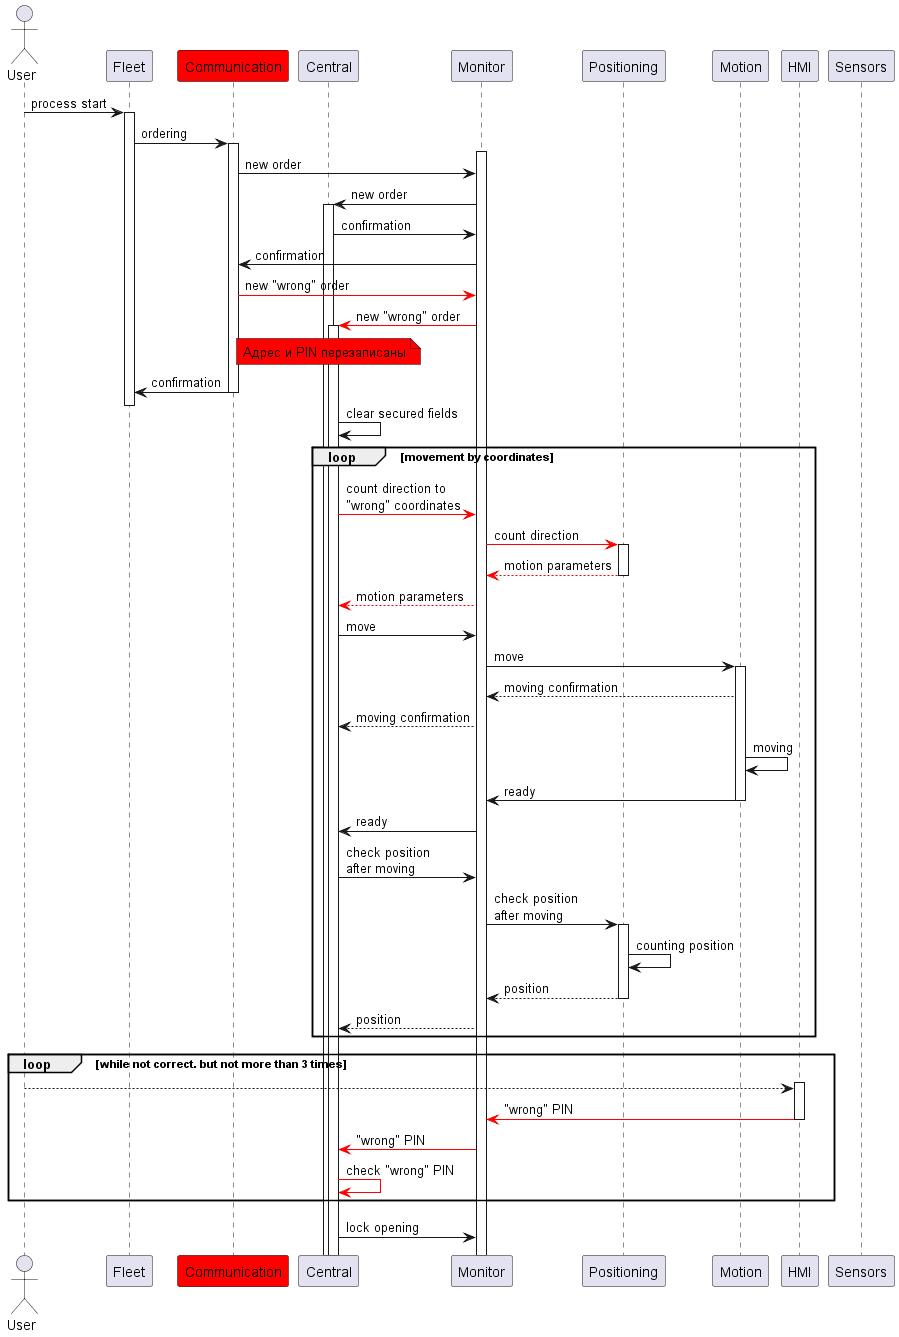 User
Fleet
Communication
Central
Monitor
Positioning
Motion
HMI
Sensors
process start
ordering
new order
new order
confirmation
confirmation
new "wrong" order
new "wrong" order
Адрес и PIN перезаписаны
confirmation
clear secured fields
loop [movement by coordinates]
count direction to
"wrong" coordinates
count direction
motion parameters
motion parameters
move
move
moving confirmation
moving confirmation
moving
ready
ready
check position
after moving
check position
after moving
counting position
position
position
loop [while not correct. but not more than 3 times]
"wrong" PIN
"wrong" PIN
check "wrong" PIN
lock opening
User
Fleet
Communication
Central
Monitor
Positioning
Motion
HMI
Sensors